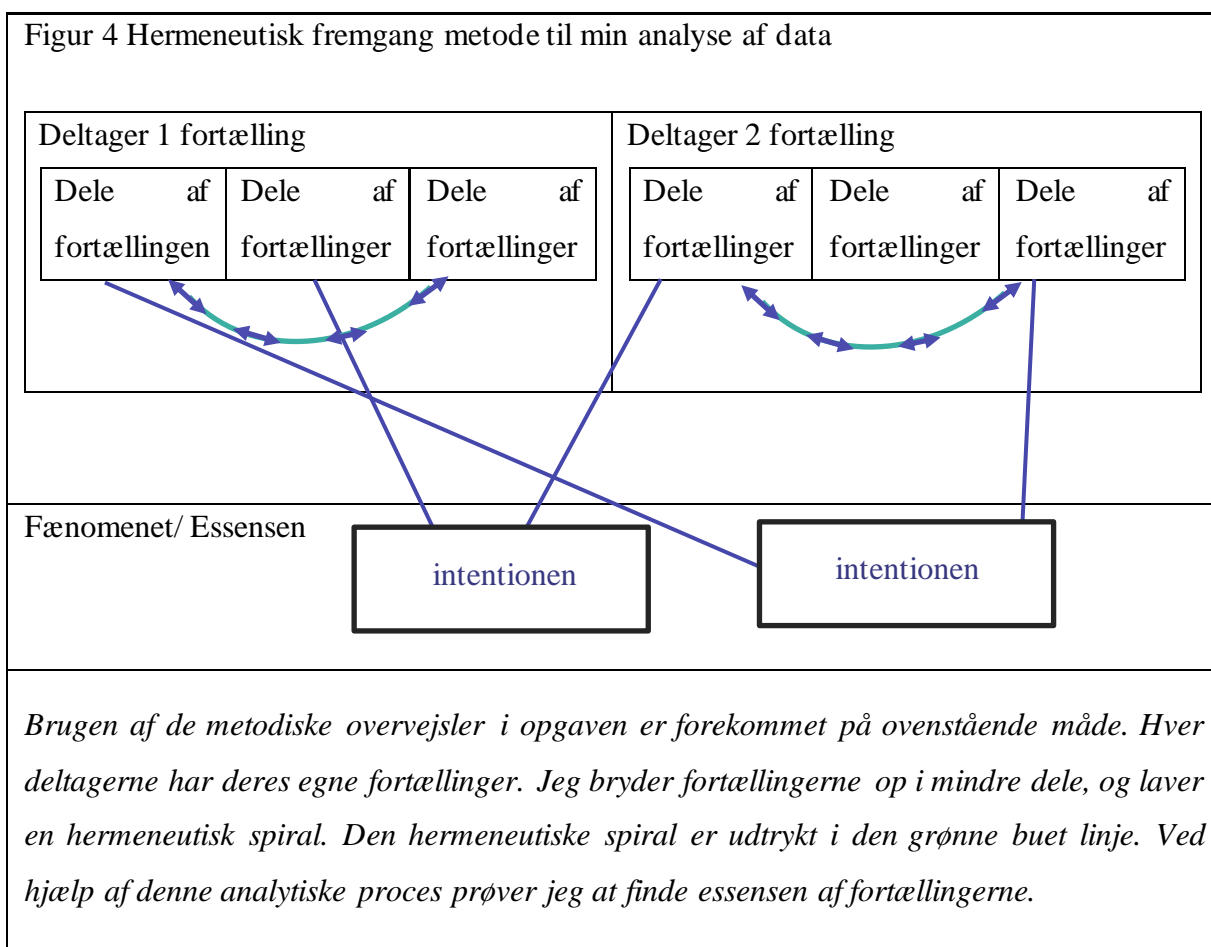 Figur 4 Hermeneutisk fremgang metode til min analyse af data
Deltager 1 fortælling
Dele af
fortællingen
Dele af
fortællinger
Dele af
fortællinger
Deltager 2 fortælling
Dele af
fortællinger
Dele af
fortællinger
Dele af
fortællinger
Fænomenet/ Essensen
intentionen
intentionen
Brugen af de metodiske overvejsler i opgaven er forekommet på ovenstående måde. Hver
deltagerne har deres egne fortællinger. Jeg bryder fortællingerne op i mindre dele, og laver
en hermeneutisk spiral. Den hermeneutiske spiral er udtrykt i den grønne buet linje. Ved
hjælp af denne analytiske proces prøver jeg at finde essensen af fortællingerne.